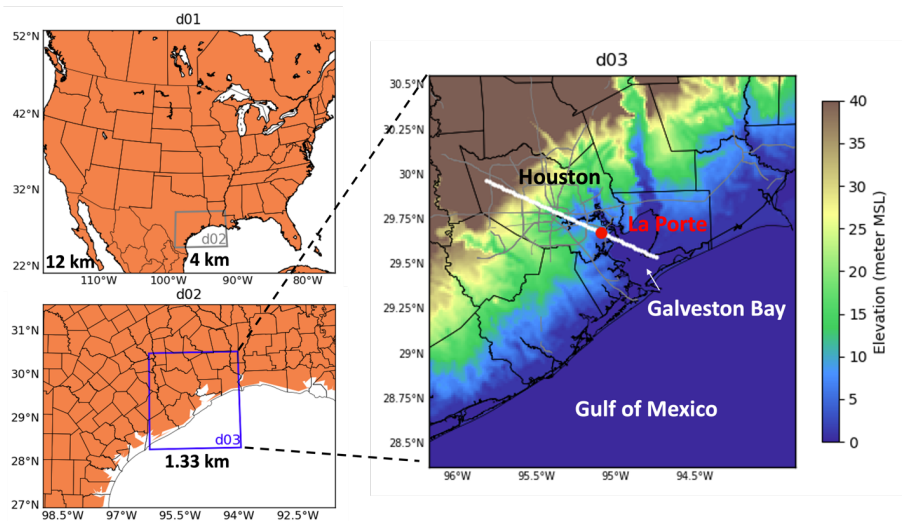 d01
52°N
42°N
32°N
22°N
d02
12 km
4 km
110°W
100°W
90°W
80°W
d02
31°N
30°N
29°N
28°N
27°N
d03
1.33 km
98.5°W
97°W
95.5°W
94°W
92.5°W
d03
30.5°N
30.25°N
30°N
29.75°N
29.5°N
29.25°N
29°N
28.75°N
28.5°N
Houston
La Porte
Galveston Bay
Gulf of Mexico
96°W
95.5°W
95°W
94.5°W
40
35
30
25
20
15
10
5
0
Elevation (meter MSL)